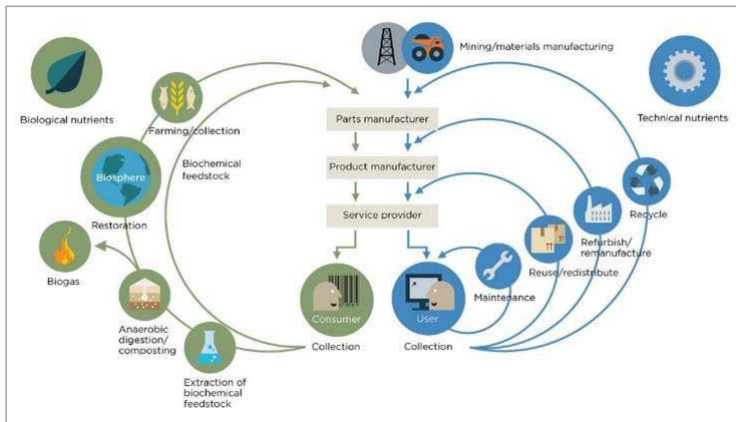 Mining/materials manufacturing
Biological nutrients
Technical nutrients
Farming/collection
Parts manufacturer
Biochemical
feedstock
Product manufacturer
Biosphere
Restoration
Service provider
Recycle
Refurbish/
remanufacture
Reuse/redistribute
Biogas
Maintenance
Consumer
User
Anaerobic
digestion/
composting
Collection
Collection
Extraction of
biochemical
feedstock